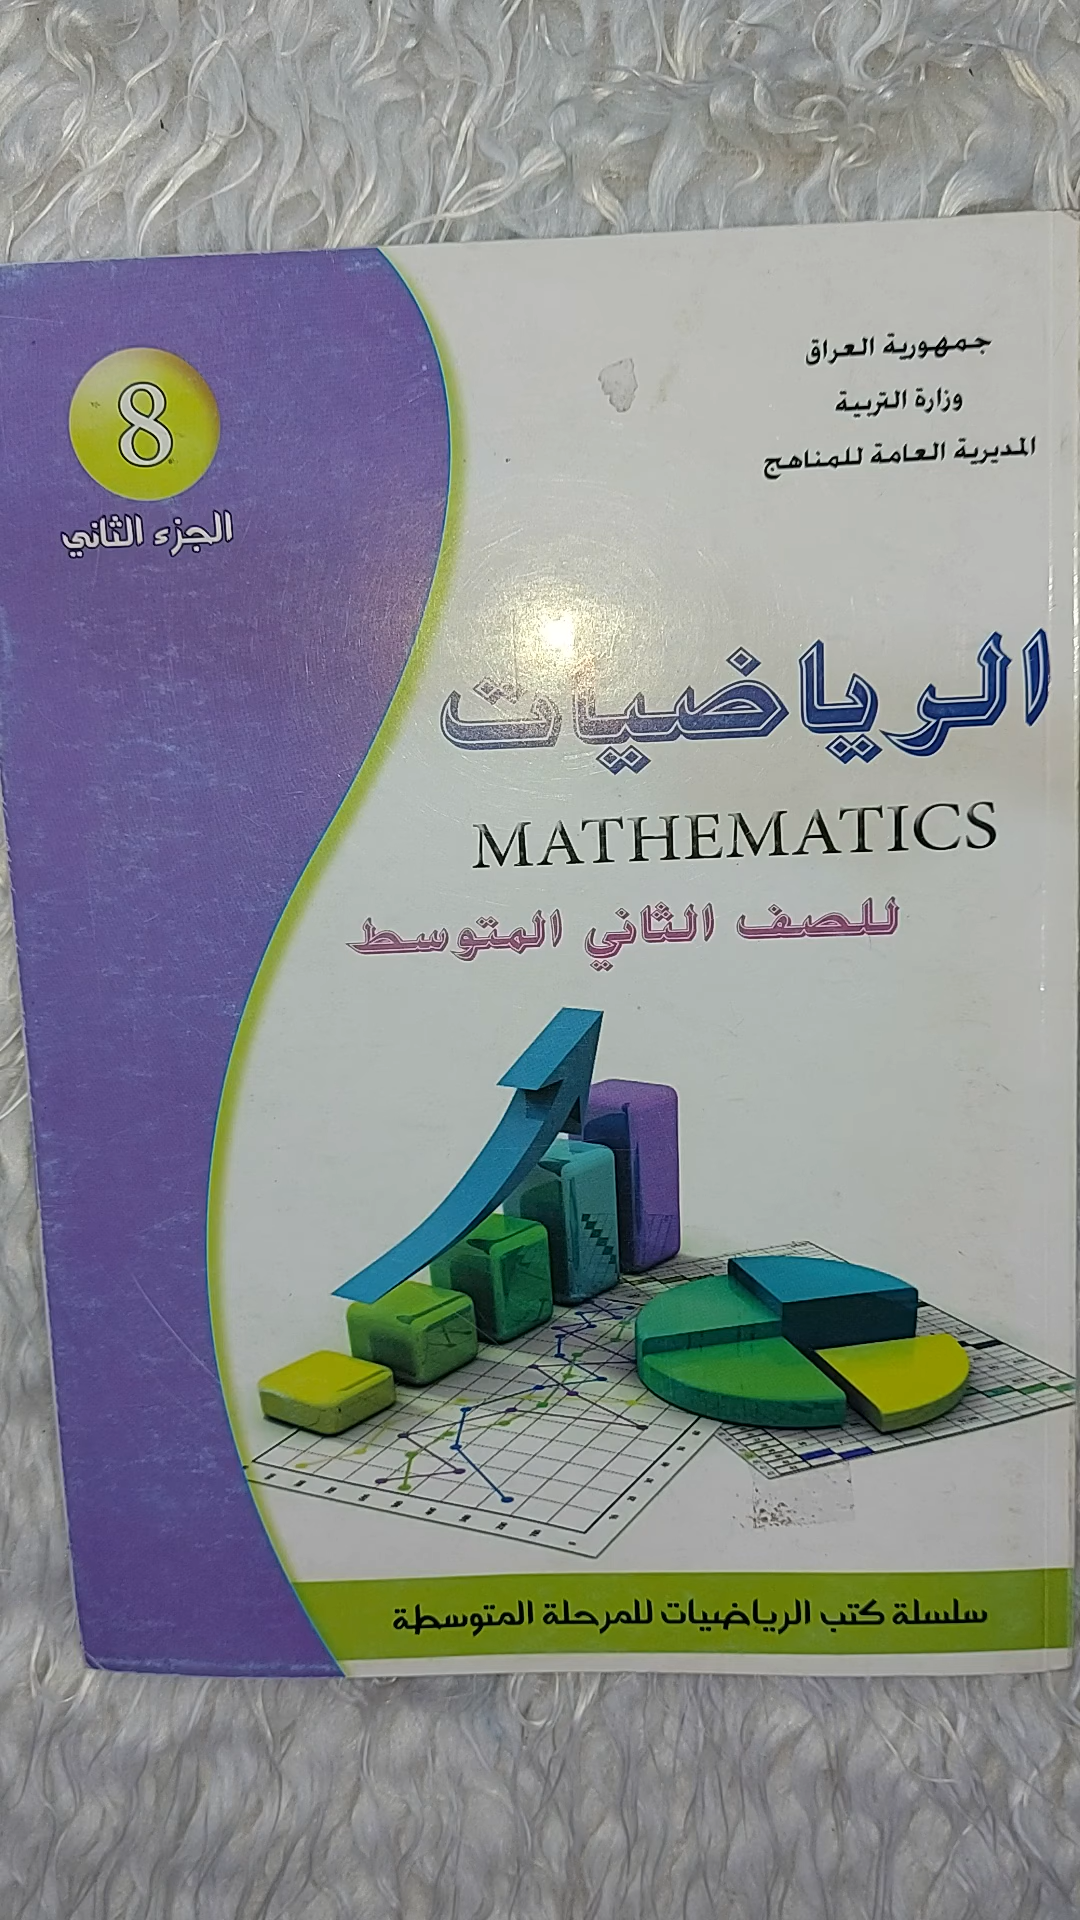 جمهورية العراق
وزارة التربية
المديرية العامة للمناهج
8
الجزء الثاني
الرياضيات
MATHEMATICS
للصف الثاني المتوسط
سلسلة كتب الرياضيات للمرحلة المتوسطة